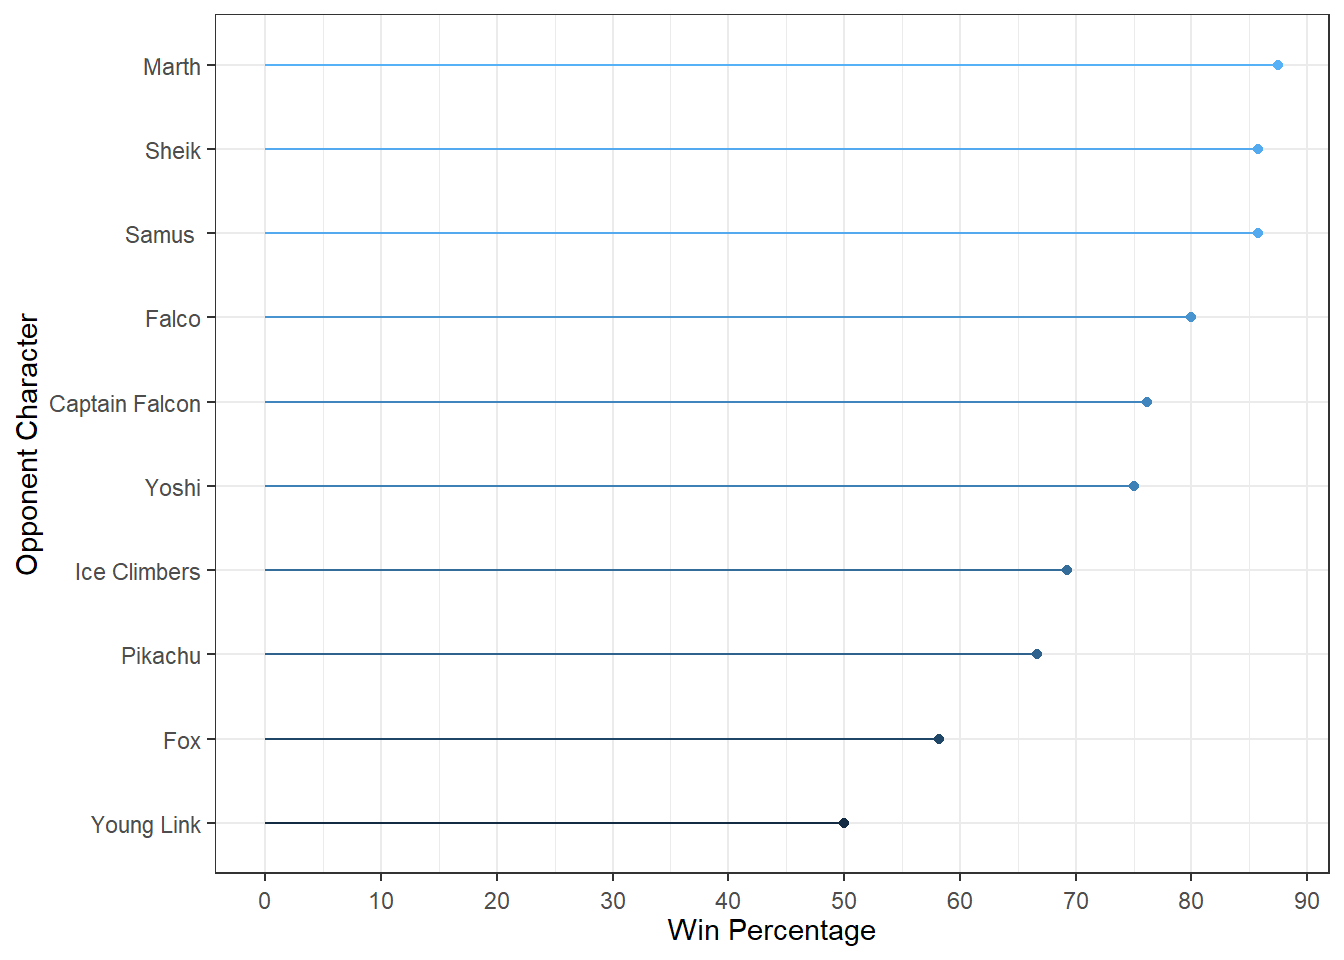 Marth
Sheik
Samus
Falco
Captain Falcon
Yoshi
Ice Climbers
Pikachu
Fox
Young Link
Opponent Character
0 10 20 30 40 50 60 70 80 90
Win Percentage